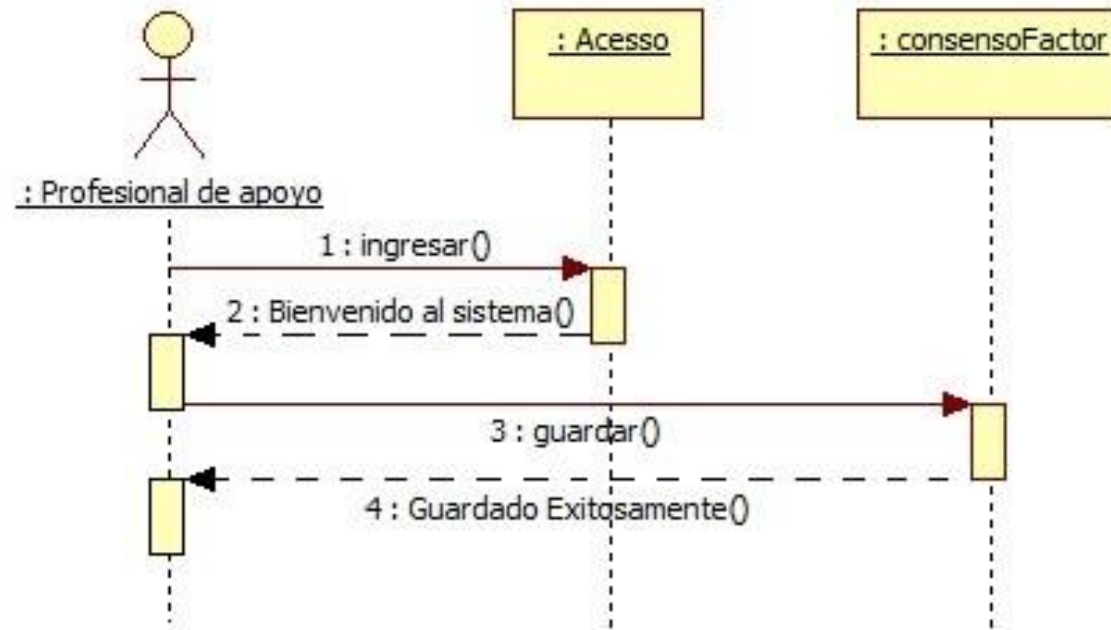 : Acesso
: consensoFactor
: Profesional de apoyo
1 : ingresar()
2 : Bienvenido al sistema()
3 : guardar()
4 : Guardado Exitosamente()